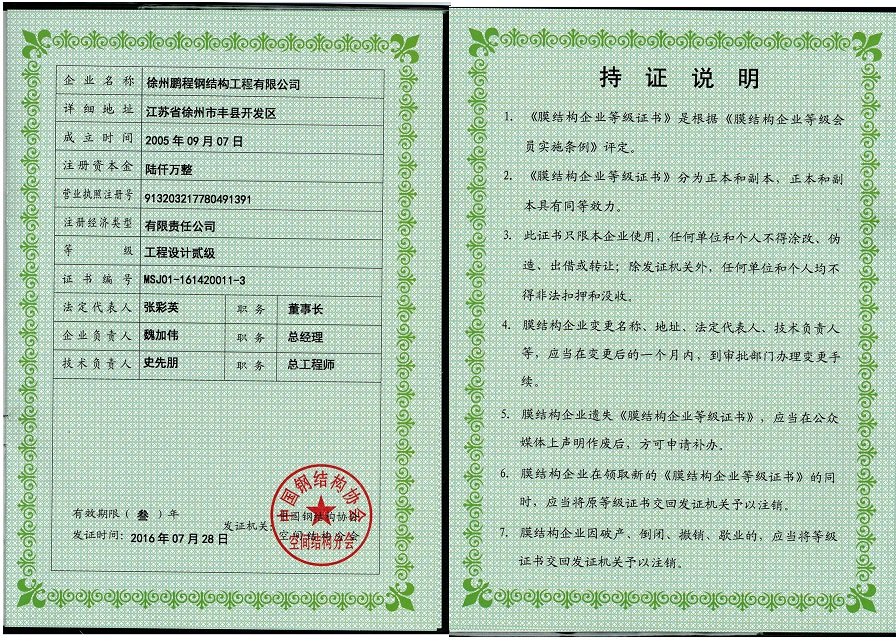 企业名称 徐州鹏程钢结构工程有限公司
详细地址 江苏省徐州市丰县开发区
成立时间 2005 年 09 月 07 日
注册资本金 陆仟万整
营业执照注册号 913203217780491391
注册经济类型 有限责任公司
等级 工程设计贰级
证书编号 MSJ01-161420011-3
法定代表人 张彩英 职务 董事长
企业负责人 魏加伟 职务 总经理
技术负责人 史先朋 职务 总工程师
有效期限(叁)年
发证机关:中国钢结构协会
空间结构分会
发证时间:2016 年 07 月 28 日
中国钢结构协会
空间结构分会
持证说明
1. 《膜结构企业等级证书》是根据《膜结构企业等级会
员实施条例》评定。
2. 《膜结构企业等级证书》分为正本和副本,正本和副
本具有同等效力。
3. 此证书只限本企业使用,任何单位和个人不得涂改、伪
造、出借或转让;除发证机关外,任何单位和个人均不
得非法扣押和没收。
4. 膜结构企业变更名称、地址、法定代表人、技术负责人
等,应当在变更后的一个月内,到审批部门办理变更手
续。
5. 膜结构企业遗失《膜结构企业等级证书》,应当在公众
媒体上声明作废后,方可申请补办。
6. 膜结构企业在领取新的《膜结构企业等级证书》的同
时,应当将原等级证书交回发证机关予以注销。
7. 膜结构企业因破产、倒闭、撤销、歇业的,应当将等级
证书交回发证机关予以注销。